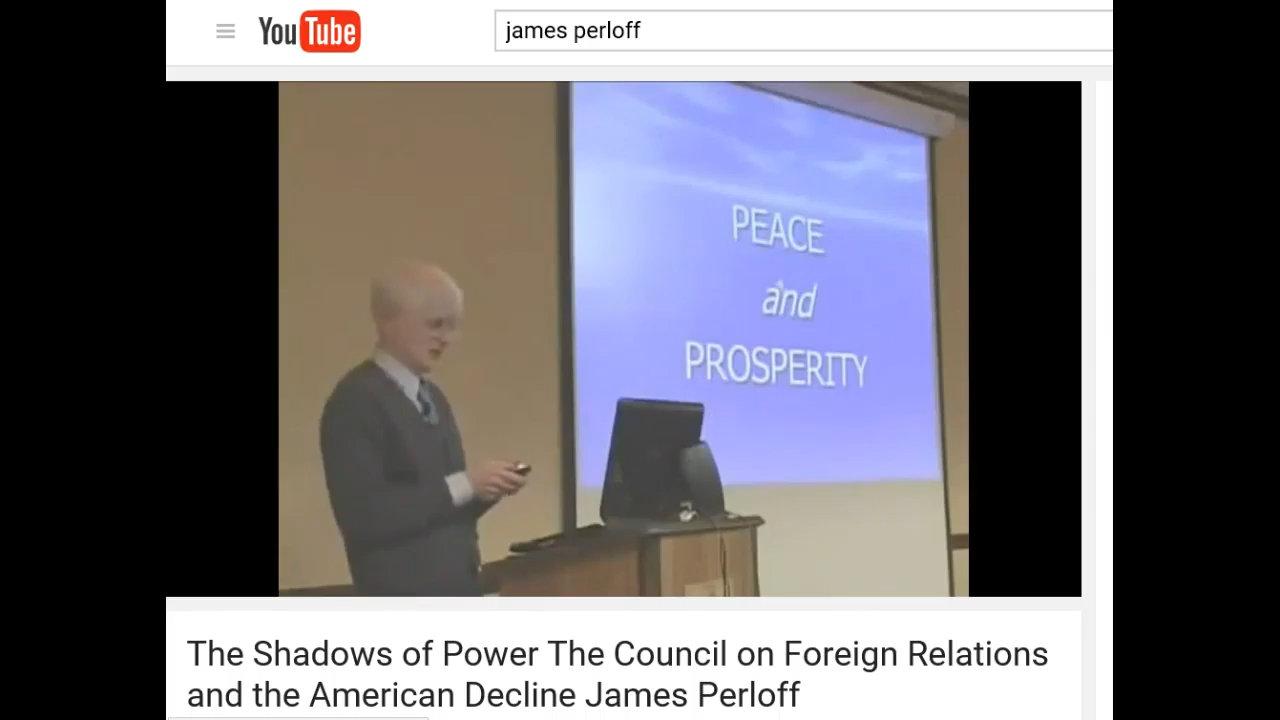 YouTube
james perloff
PEACE
and
PROSPERITY
The Shadows of Power The Council on Foreign Relations
and the American Decline James Perloff